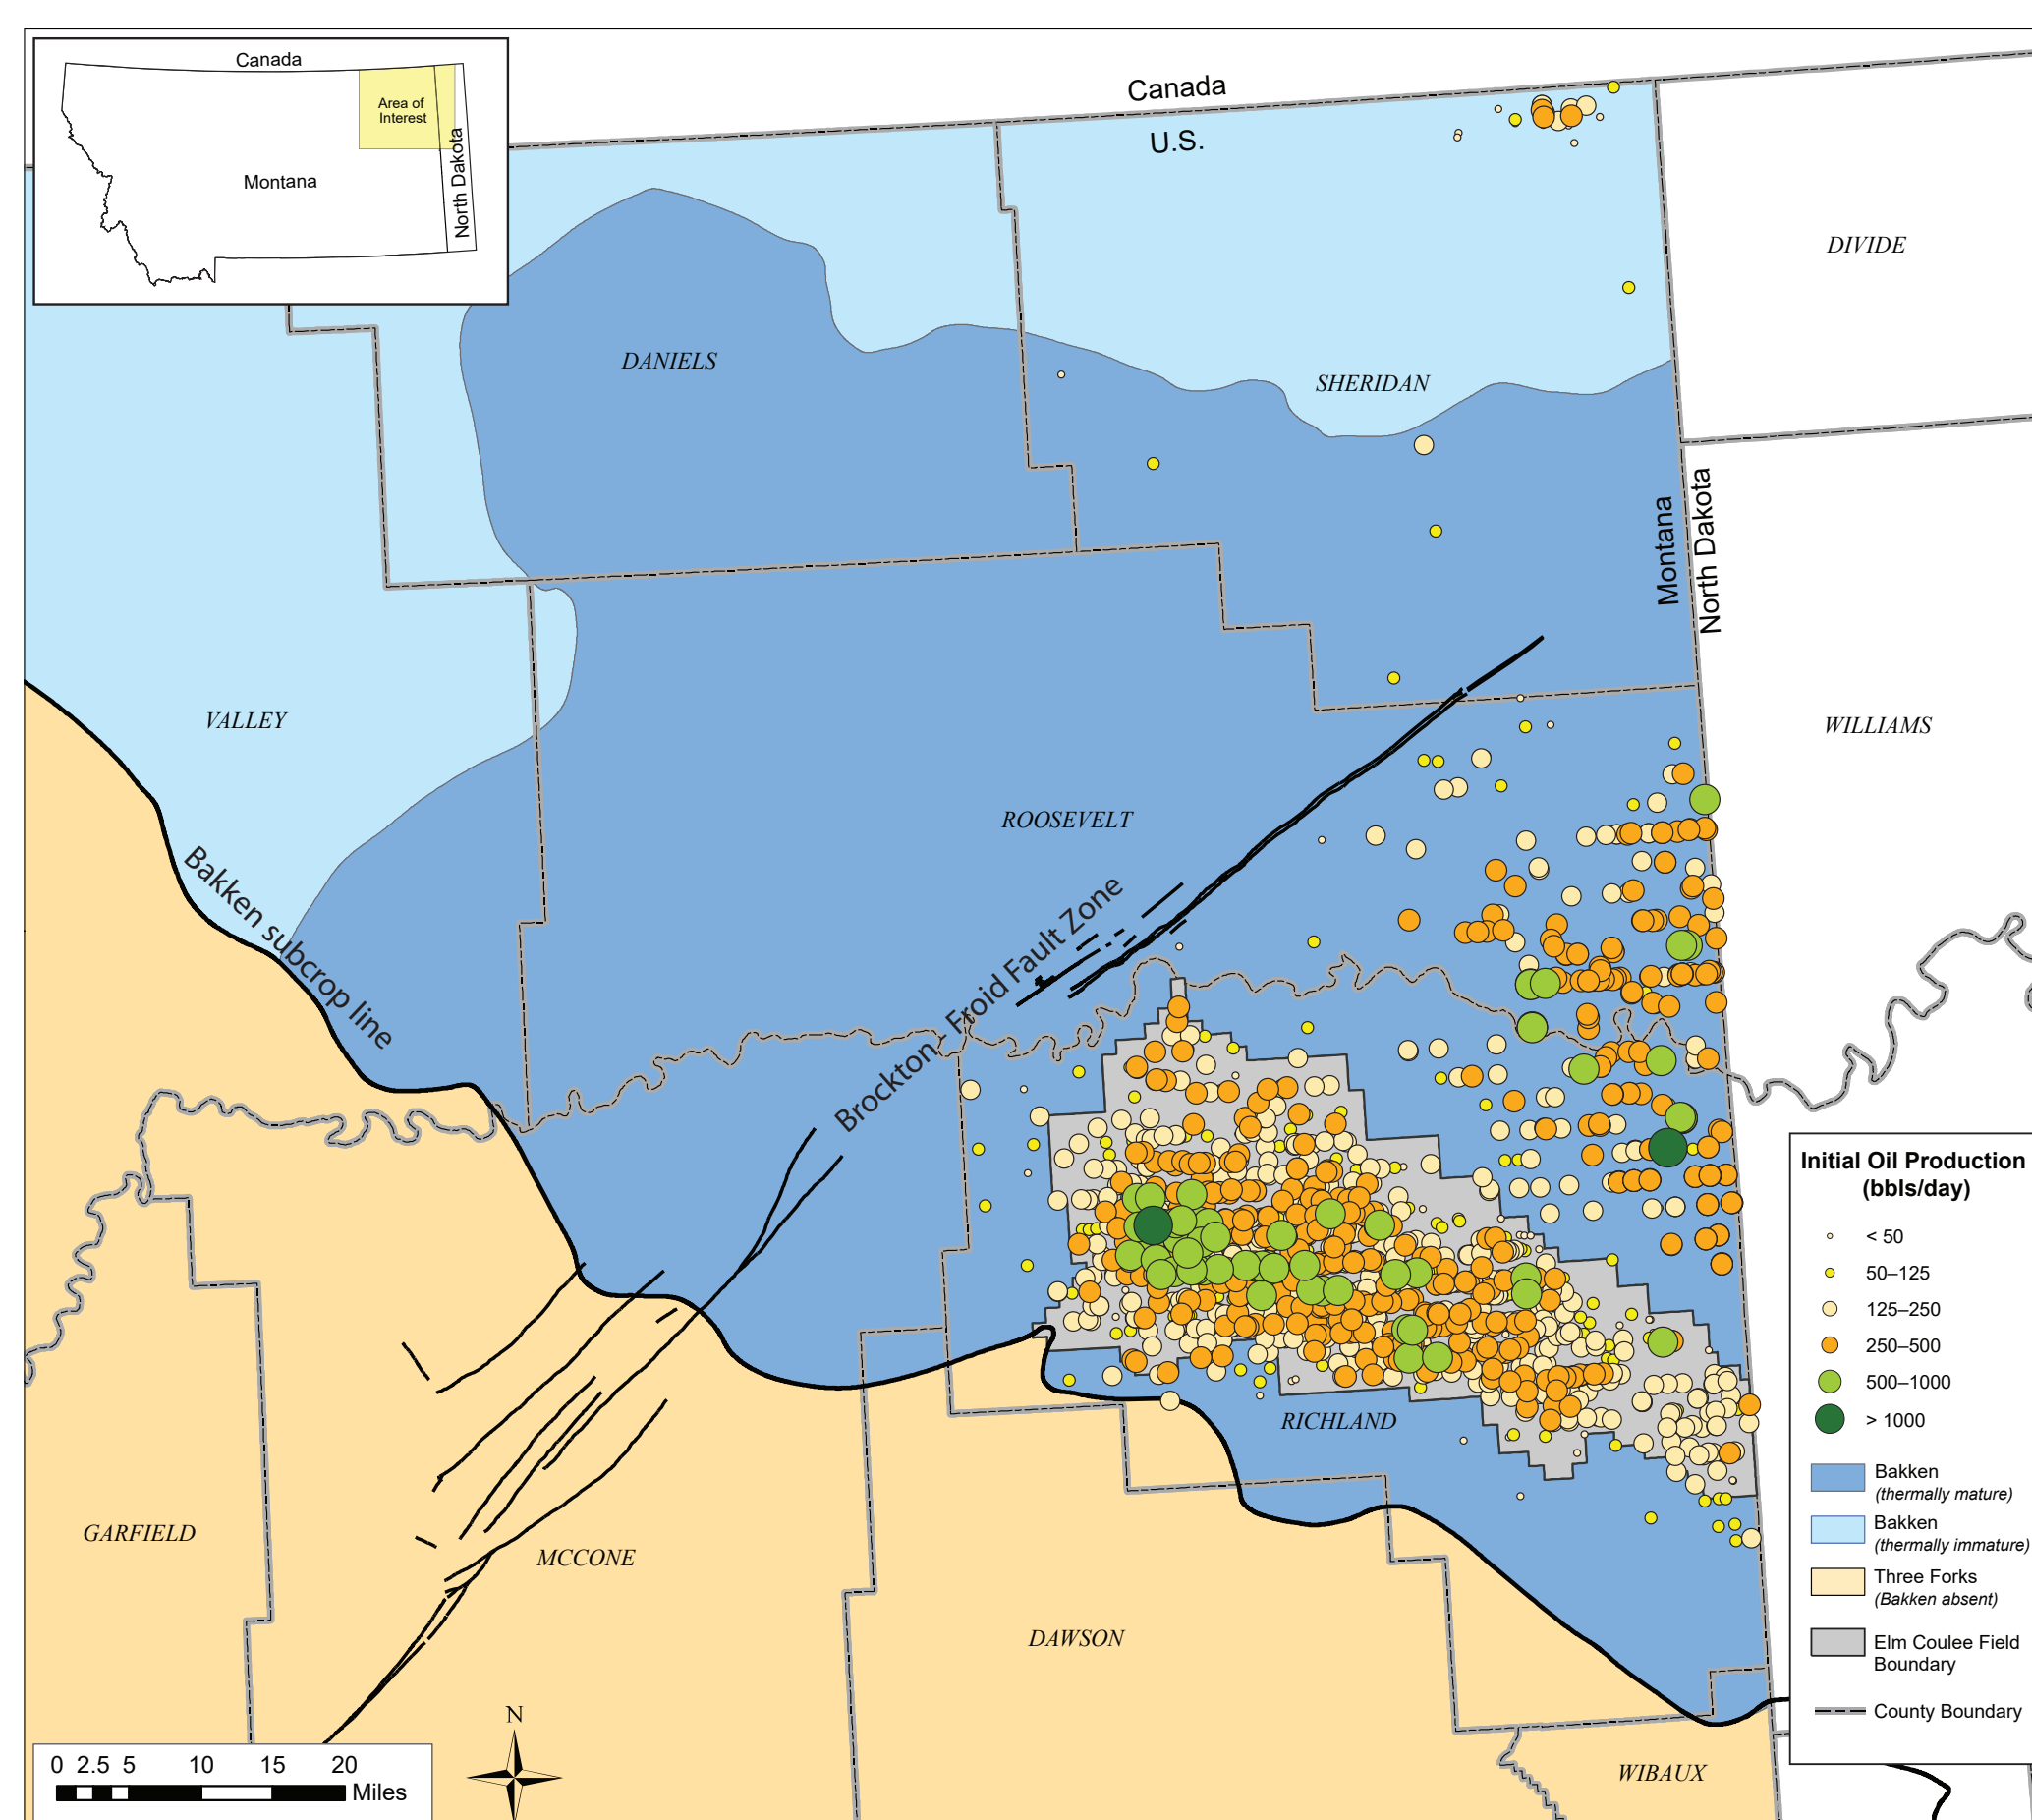 Canada
Area of
Interest
Montana
North Dakota
Canada
U.S.
DIVIDE
DANIELS
SHERIDAN
Montana
North Dakota
VALLEY
WILLIAMS
ROOSEVELT
Bakken subcrop line
Brockton - Froid Fault Zone
RICHLAND
GARFIELD
MCCONE
DAWSON
WIBAUX
Initial Oil Production
(bbls/day)
< 50
50–125
125–250
250–500
500–1000
> 1000
Bakken
(thermally mature)
Bakken
(thermally immature)
Three Forks
(Bakken absent)
Elm Coulee Field
Boundary
County Boundary
N
0 2.5 5 10 15 20
Miles